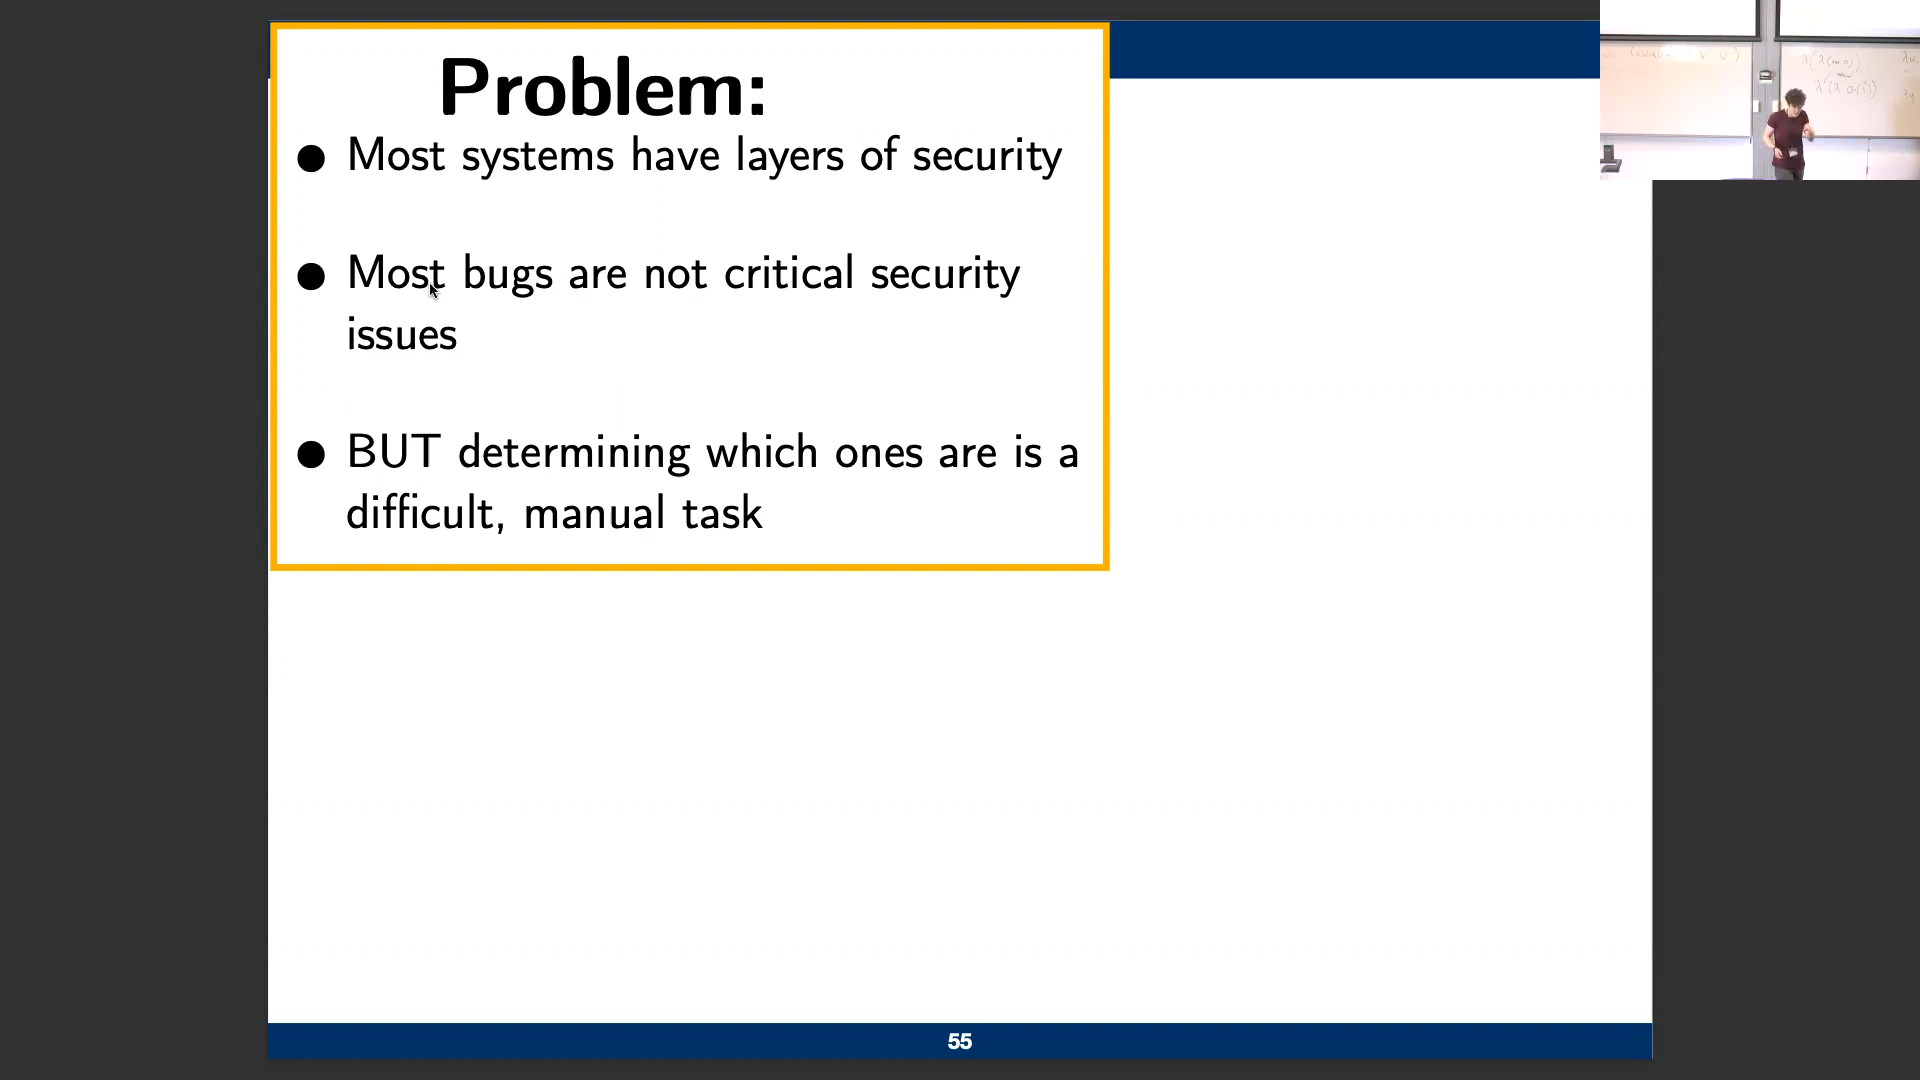 Problem:
● Most systems have layers of security
● Most bugs are not critical security
issues
● BUT determining which ones are is a
difficult, manual task
55